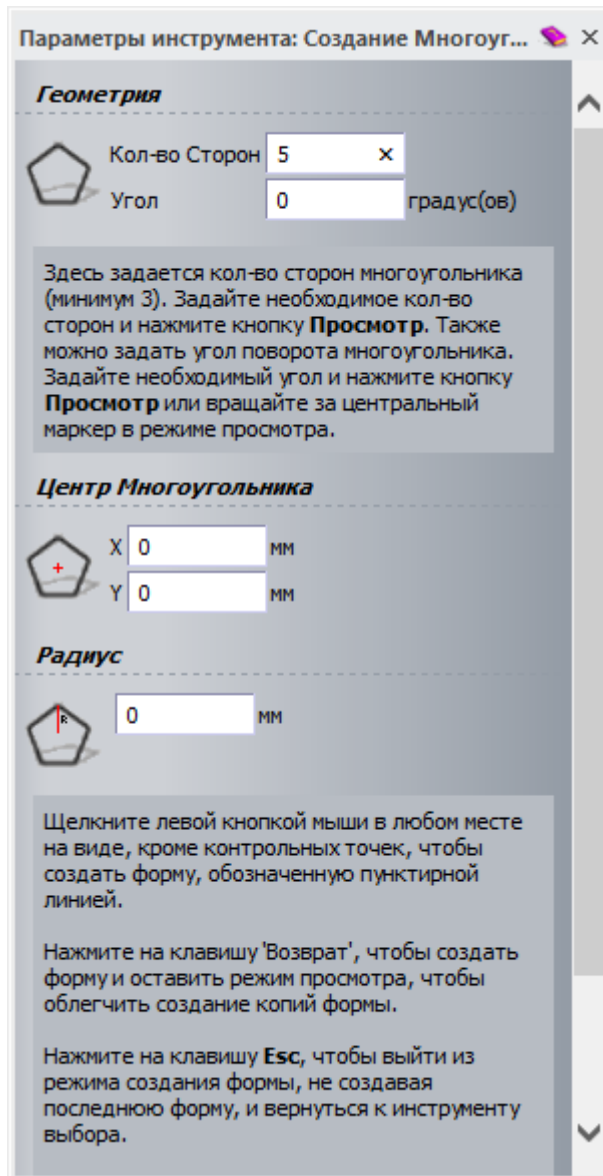 Параметры инструмента: Создание Многоуг...
Геометрия
Кол-во Сторон 5
Угол 0 градус(ов)
Здесь задается кол-во сторон многоугольника
(минимум 3). Задайте необходимое кол-во
сторон и нажмите кнопку Просмотр. Также
можно задать угол поворота многоугольника.
Задайте необходимый угол и нажмите кнопку
Просмотр или вращайте за центральный
маркер в режиме просмотра.
Центр Многоугольника
X 0 мм
Y 0 мм
Радиус
R
0 мм
Щелкните левой кнопкой мыши в любом месте
на виде, кроме контрольных точек, чтобы
создать форму, обозначенную пунктирной
линией.
Нажмите на клавишу 'Возврат', чтобы создать
форму и оставить режим просмотра, чтобы
облегчить создание копий формы.
Нажмите на клавишу Esc, чтобы выйти из
режима создания формы, не создавая
последнюю форму, и вернуться к инструменту
выбора.